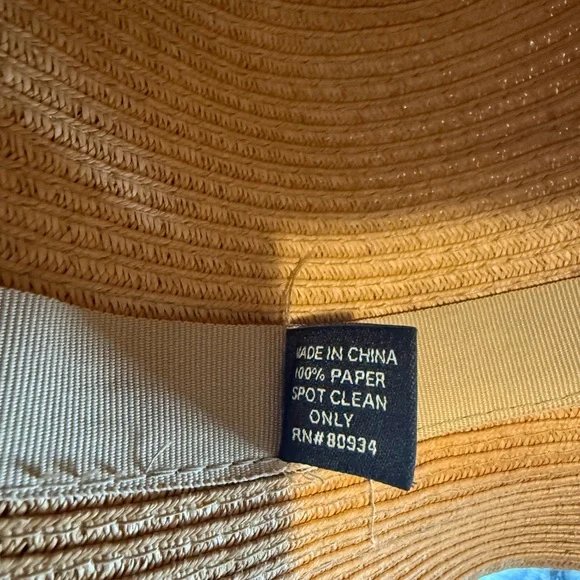 MADE IN CHINA
100% PAPER
SPOT CLEAN
ONLY
RN#80934